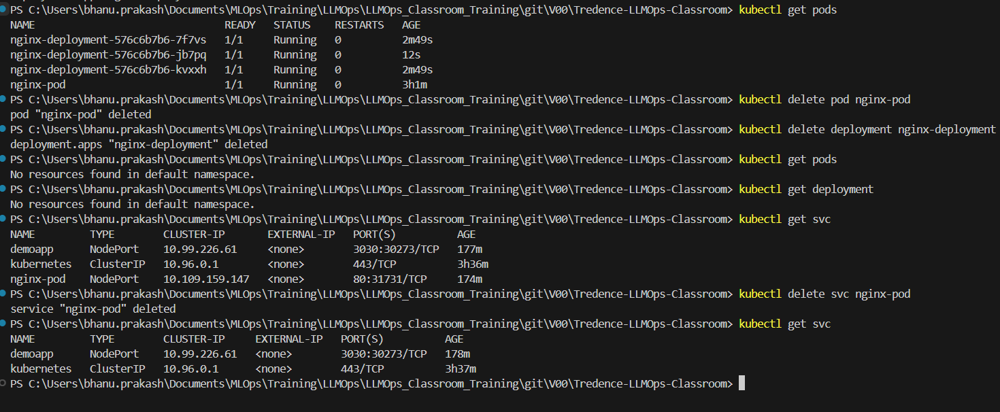 PS C:\Users\bhanu.prakash\Documents\MLOps\Training\LLMOps\LLMOps_Classroom_Training\git\V00\Tredence-LLMOps-Classroom> kubectl get pods
NAME READY STATUS RESTARTS AGE
nginx-deployment-576c6b7b6-7f7vs 1/1 Running 0 2m49s
nginx-deployment-576c6b7b6-jb7pq 1/1 Running 0 12s
nginx-deployment-576c6b7b6-kvxxh 1/1 Running 0 2m49s
nginx-pod 1/1 Running 0 3h1m
PS C:\Users\bhanu.prakash\Documents\MLOps\Training\LLMOps\LLMOps_Classroom_Training\git\V00\Tredence-LLMOps-Classroom> kubectl delete pod nginx-pod
pod "nginx-pod" deleted
PS C:\Users\bhanu.prakash\Documents\MLOps\Training\LLMOps\LLMOps_Classroom_Training\git\V00\Tredence-LLMOps-Classroom> kubectl delete deployment nginx-deployment
deployment.apps "nginx-deployment" deleted
PS C:\Users\bhanu.prakash\Documents\MLOps\Training\LLMOps\LLMOps_Classroom_Training\git\V00\Tredence-LLMOps-Classroom> kubectl get pods
No resources found in default namespace.
PS C:\Users\bhanu.prakash\Documents\MLOps\Training\LLMOps\LLMOps_Classroom_Training\git\V00\Tredence-LLMOps-Classroom> kubectl get deployment
No resources found in default namespace.
PS C:\Users\bhanu.prakash\Documents\MLOps\Training\LLMOps\LLMOps_Classroom_Training\git\V00\Tredence-LLMOps-Classroom> kubectl get svc
NAME TYPE CLUSTER-IP EXTERNAL-IP PORT(S) AGE
demoapp NodePort 10.99.226.61 <none> 3030:30273/TCP 177m
kubernetes ClusterIP 10.96.0.1 <none> 443/TCP 3h36m
nginx-pod NodePort 10.109.159.147 <none> 80:31731/TCP 174m
PS C:\Users\bhanu.prakash\Documents\MLOps\Training\LLMOps\LLMOps_Classroom_Training\git\V00\Tredence-LLMOps-Classroom> kubectl delete svc nginx-pod
service "nginx-pod" deleted
PS C:\Users\bhanu.prakash\Documents\MLOps\Training\LLMOps\LLMOps_Classroom_Training\git\V00\Tredence-LLMOps-Classroom> kubectl get svc
NAME TYPE CLUSTER-IP EXTERNAL-IP PORT(S) AGE
demoapp NodePort 10.99.226.61 <none> 3030:30273/TCP 178m
kubernetes ClusterIP 10.96.0.1 <none> 443/TCP 3h37m
PS C:\Users\bhanu.prakash\Documents\MLOps\Training\LLMOps\LLMOps_Classroom_Training\git\V00\Tredence-LLMOps-Classroom>